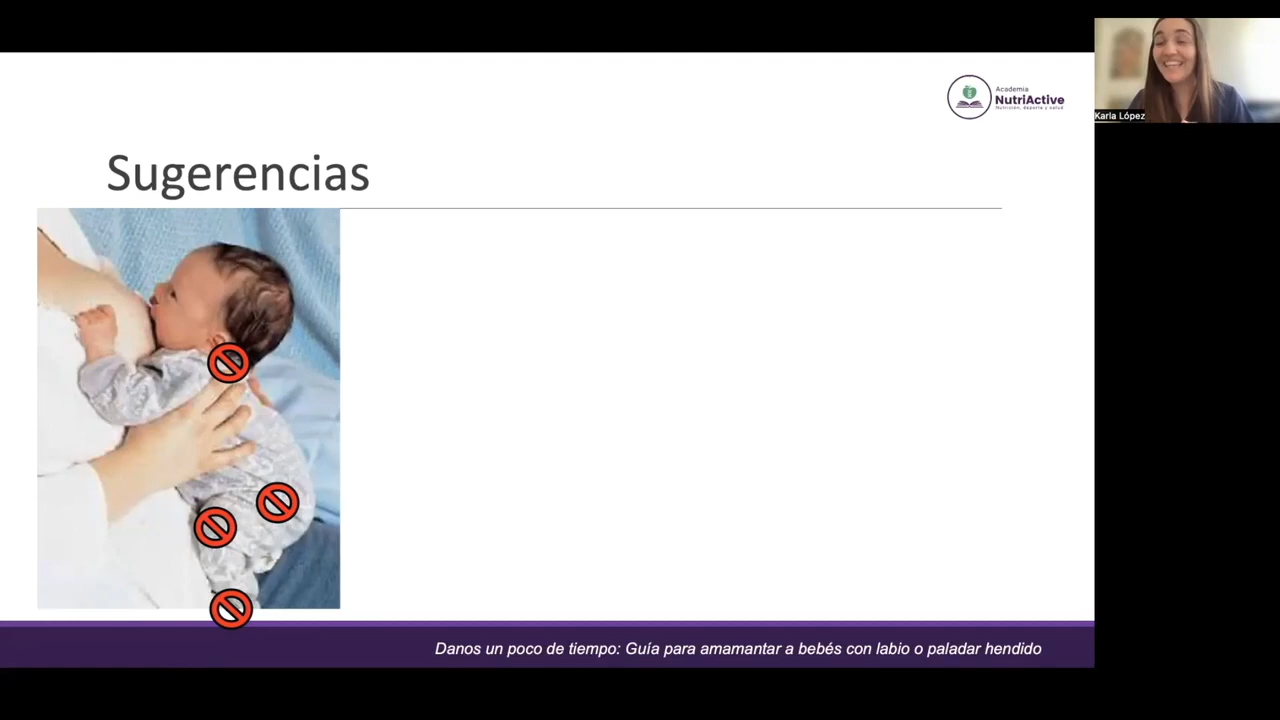 Academia
NutriActive
Nutrición, deporte y salud
Karla López
Sugerencias
Danos un poco de tiempo: Guía para amamantar a bebés con labio o paladar hendido